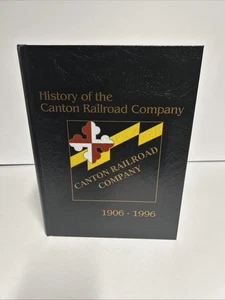 History of the
Canton Railroad Company
CANTON RAILROAD
COMPANY
1906 - 1996